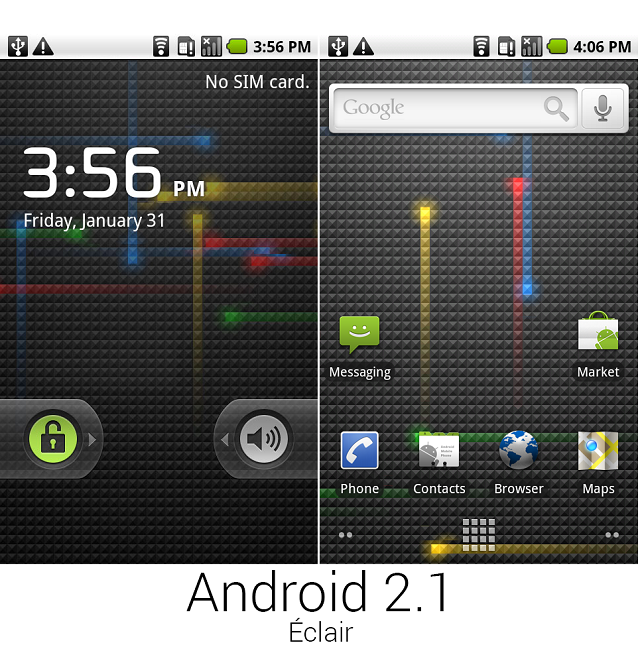 3:56 PM
No SIM card.
3:56 PM
Friday, January 31
4:06 PM
Google
Messaging
Market
Phone
Contacts
Browser
Maps
Android 2.1
Éclair